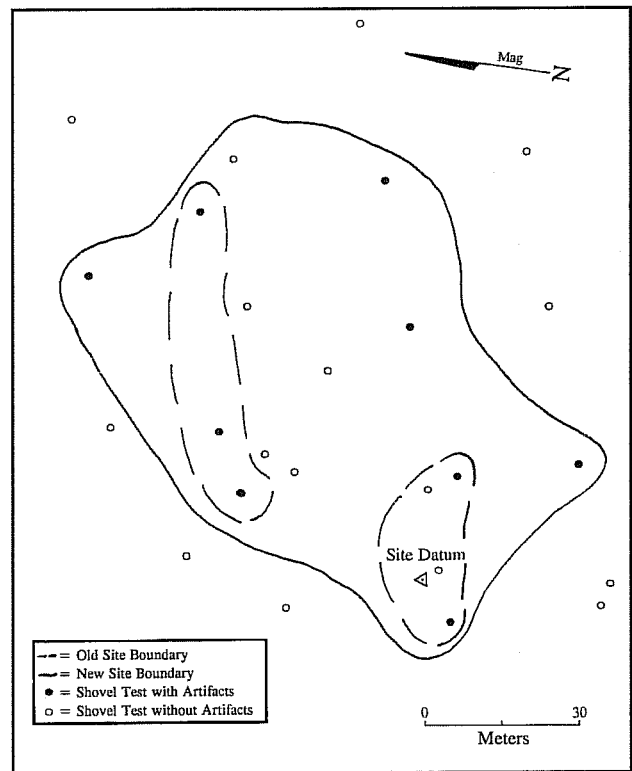 Mag
N
Site Datum
= Old Site Boundary
= New Site Boundary
= Shovel Test with Artifacts
= Shovel Test without Artifacts
0 30
Meters